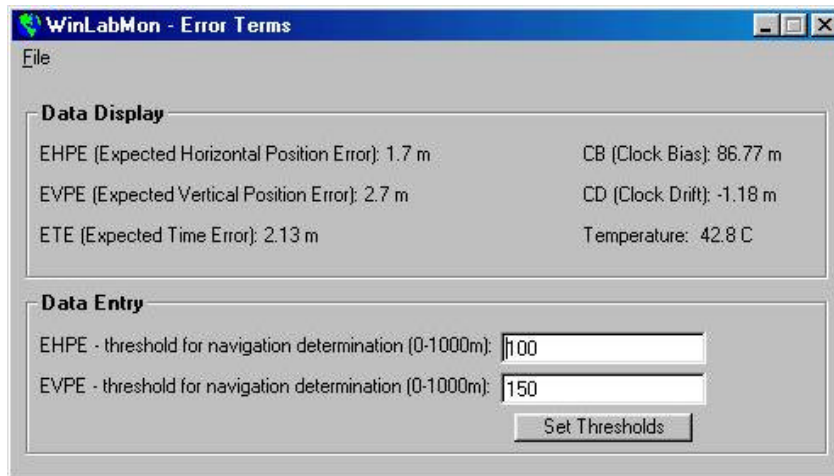 WinLabMon - Error Terms
File
Data Display
EHPE (Expected Horizontal Position Error): 1.7 m
CB (Clock Bias): 86.77 m
EVPE (Expected Vertical Position Error): 2.7 m
CD (Clock Drift): -1.18 m
ETE (Expected Time Error): 2.13 m
Temperature: 42.8 C
Data Entry
EHPE - threshold for navigation determination (0-1000m): 100
EVPE - threshold for navigation determination (0-1000m): 150
Set Thresholds